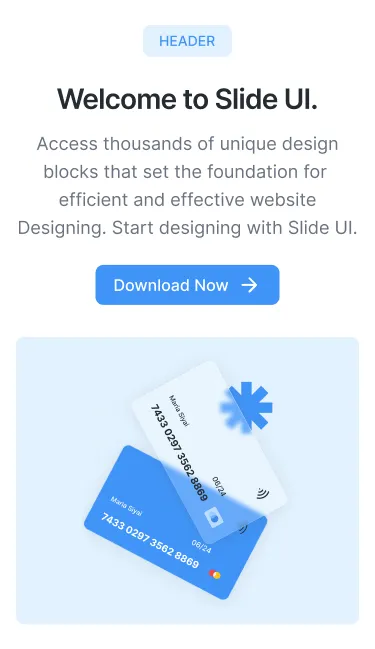 HEADER
Welcome to Slide UI.
Access thousands of unique design
blocks that set the foundation for
efficient and effective website
Designing. Start designing with Slide UI.
Download Now
Maria Siyal
7433 0297 3562 8869
06/24
Maria Siyal
7433 0297 3562 8869
06/24